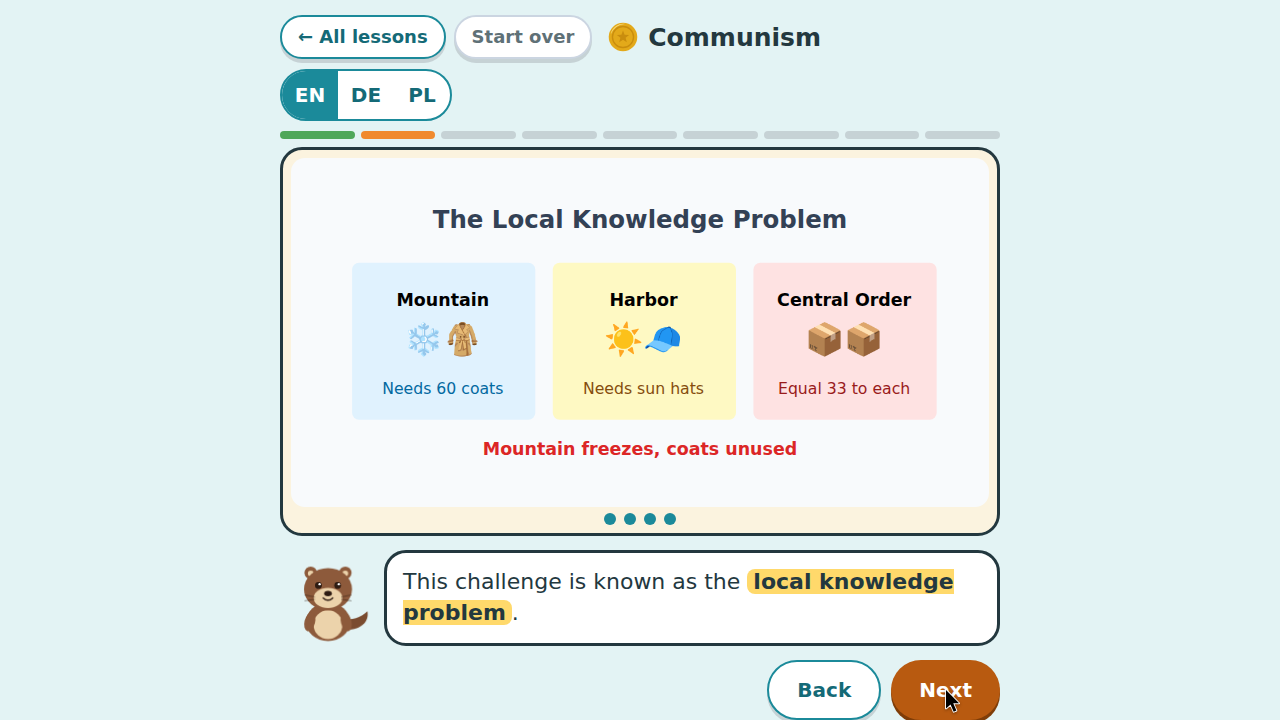 ← All lessons
Start over
Communism
EN DE PL
The Local Knowledge Problem
Mountain
Needs 60 coats
Harbor
Needs sun hats
Central Order
Equal 33 to each
Mountain freezes, coats unused
This challenge is known as the local knowledge
problem.
Back
Next